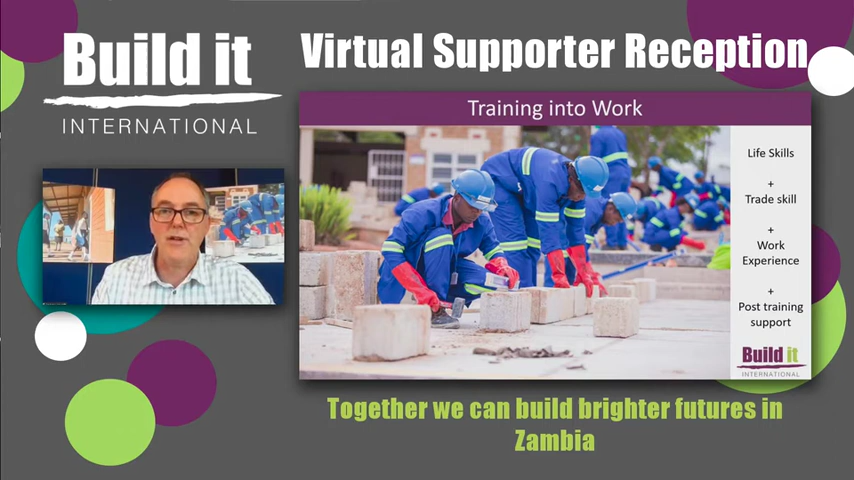 Build it
INTERNATIONAL
Virtual Supporter Reception
Training into Work
Life Skills
+
Trade skill
+
Work
Experience
+
Post training
support
Build it
INTERNATIONAL
Together we can build brighter futures in
Zambia